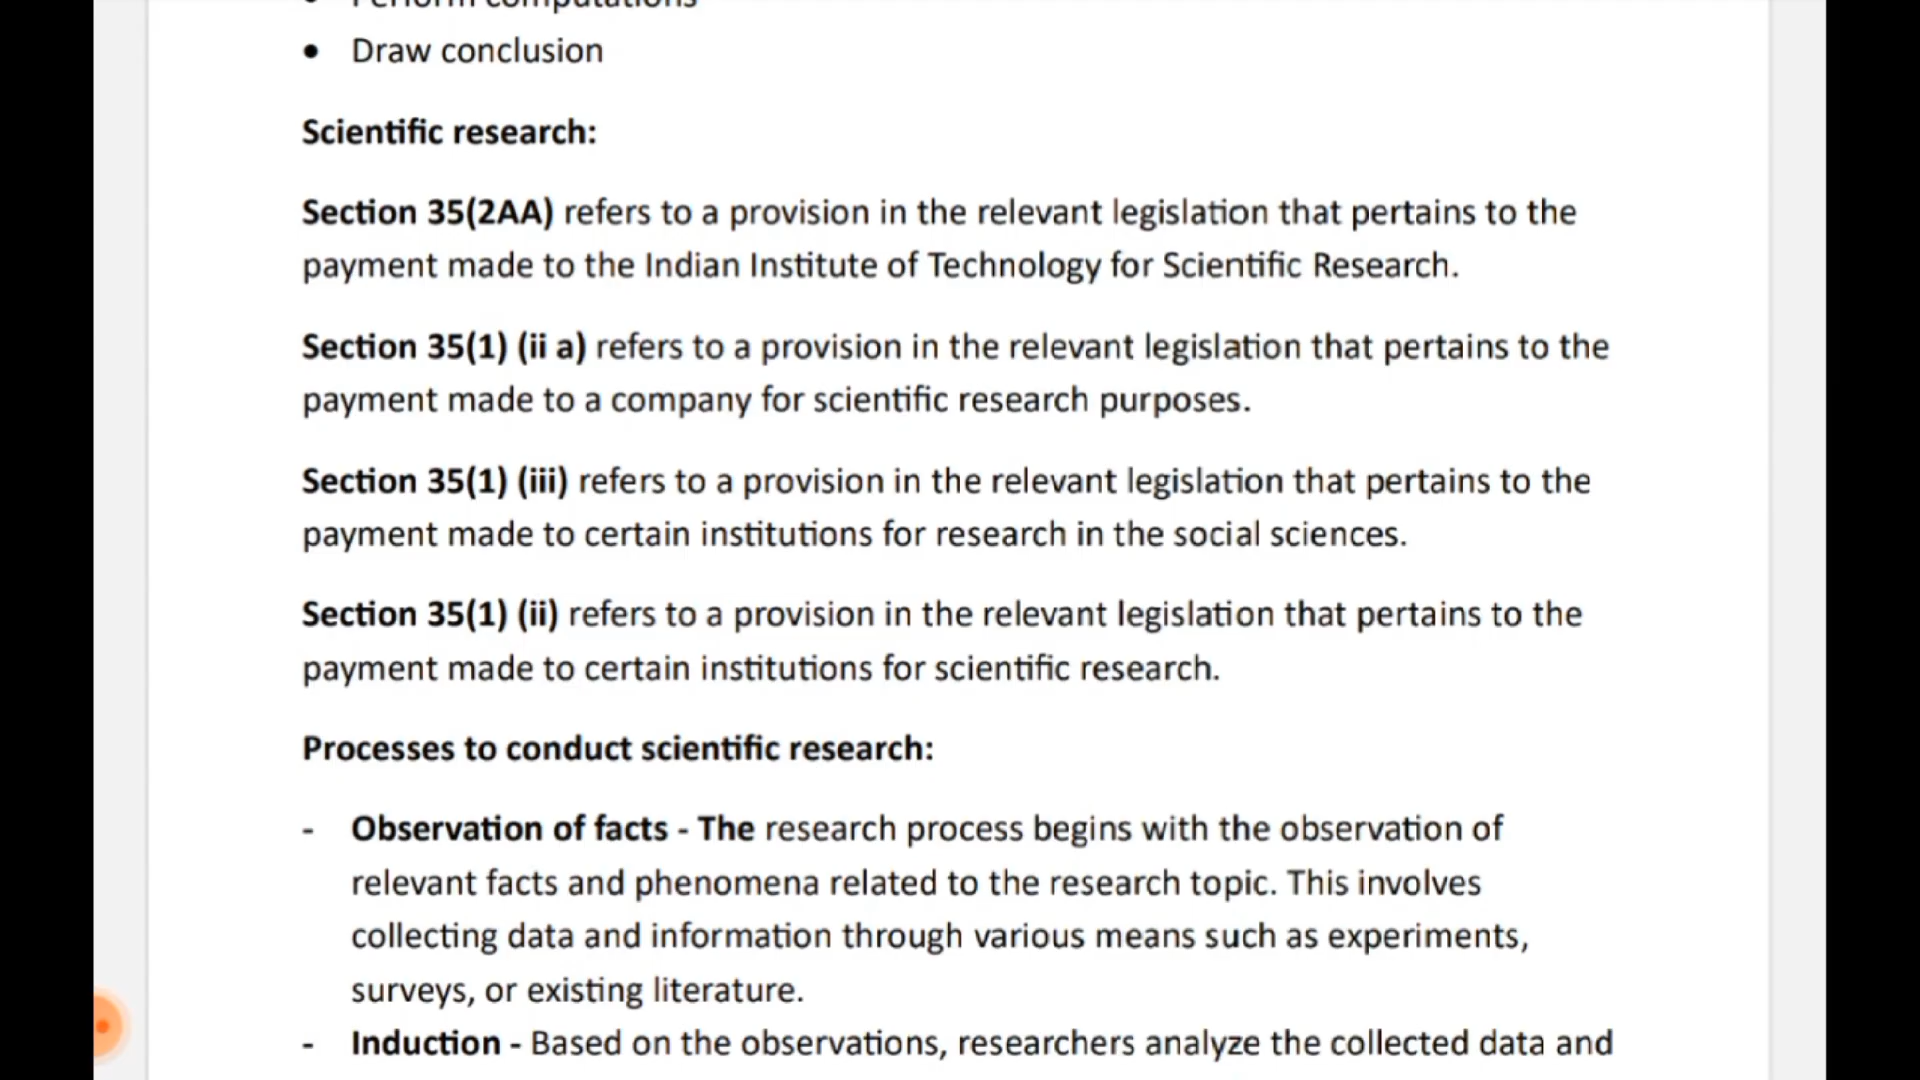 • Perform computations
• Draw conclusion
Scientific research:
Section 35(2AA) refers to a provision in the relevant legislation that pertains to the
payment made to the Indian Institute of Technology for Scientific Research.
Section 35(1) (ii a) refers to a provision in the relevant legislation that pertains to the
payment made to a company for scientific research purposes.
Section 35(1) (iii) refers to a provision in the relevant legislation that pertains to the
payment made to certain institutions for research in the social sciences.
Section 35(1) (ii) refers to a provision in the relevant legislation that pertains to the
payment made to certain institutions for scientific research.
Processes to conduct scientific research:
- Observation of facts - The research process begins with the observation of
relevant facts and phenomena related to the research topic. This involves
collecting data and information through various means such as experiments,
surveys, or existing literature.
- Induction - Based on the observations, researchers analyze the collected data and